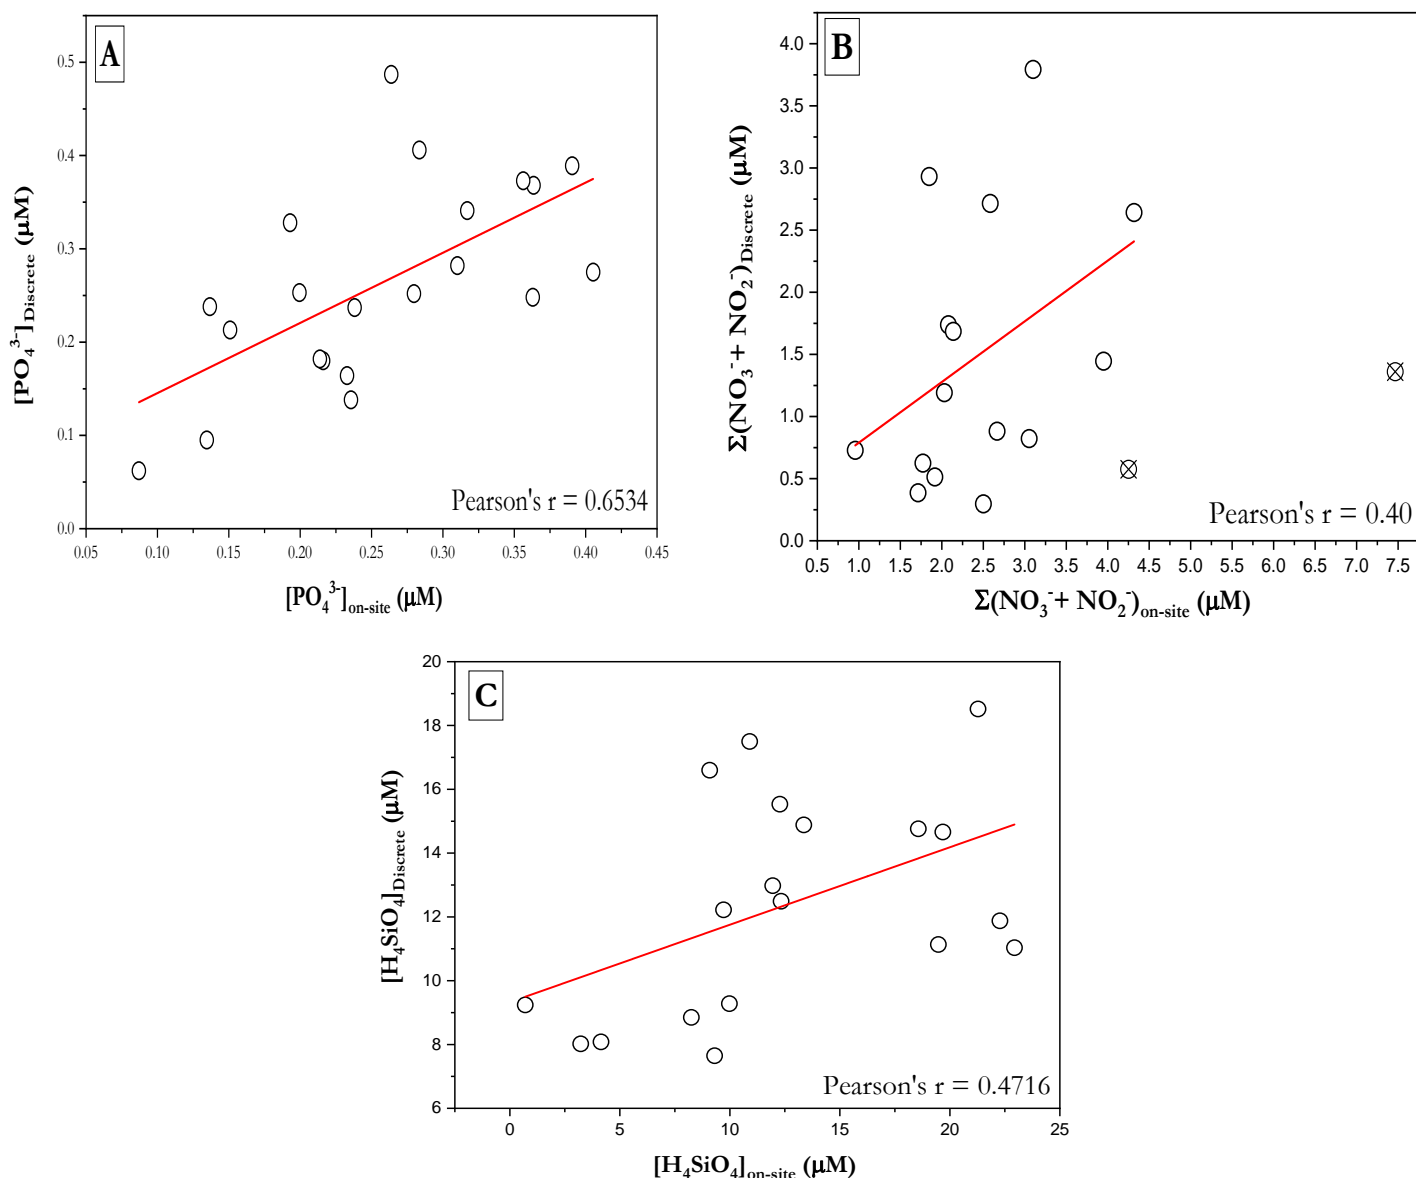 A
[PO₄³⁻]Discrete (μM)
0.5
0.4
0.3
0.2
0.1
0.0
Pearson's r = 0.6534
0.05 0.10 0.15 0.20 0.25 0.30 0.35 0.40 0.45
[PO₄³⁻]on-site (μM)
B
Σ(NO₃⁻+ NO₂⁻)Discrete (μM)
4.0
3.5
3.0
2.5
2.0
1.5
1.0
0.5
0.0
Pearson's r = 0.40
0.5 1.0 1.5 2.0 2.5 3.0 3.5 4.0 4.5 5.0 5.5 6.0 6.5 7.0 7.5
Σ(NO₃⁻+ NO₂⁻)on-site (μM)
C
[H₄SiO₄]Discrete (μM)
20
18
16
14
12
10
8
6
Pearson's r = 0.4716
0 5 10 15 20 25
[H₄SiO₄]on-site (μM)